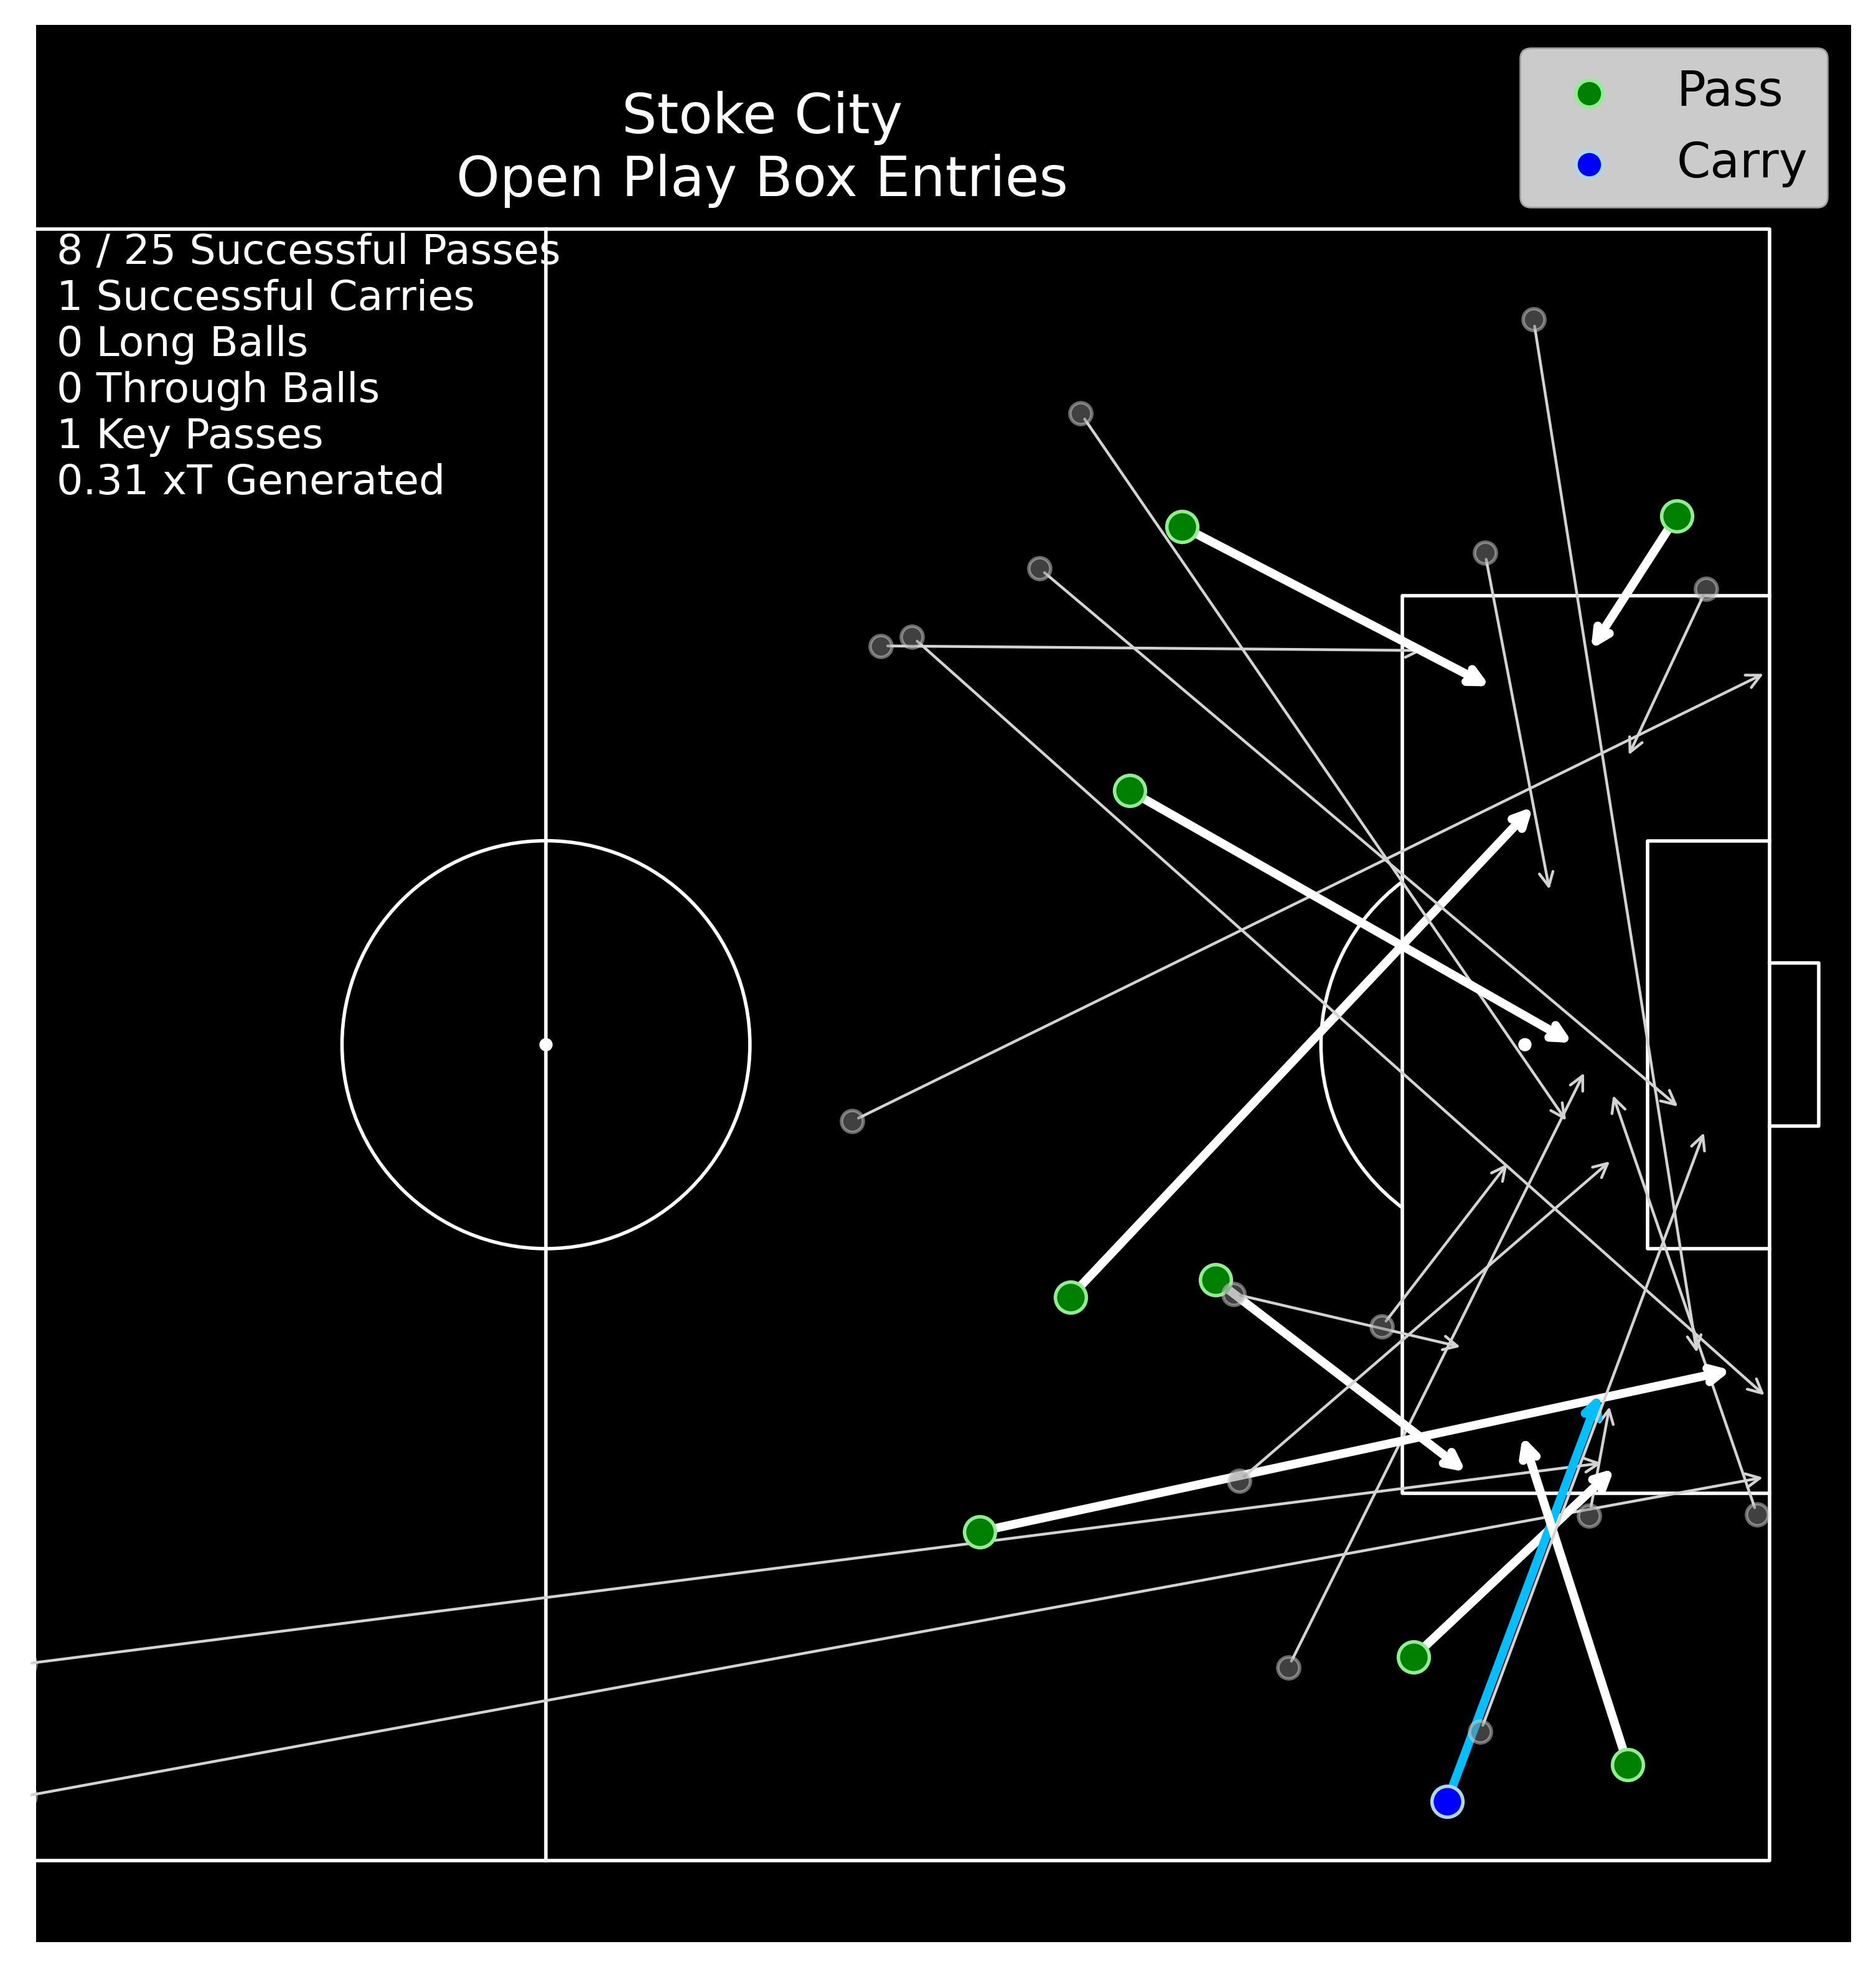 Stoke City
Open Play Box Entries
Pass
Carry
8 / 25 Successful Passes
1 Successful Carries
0 Long Balls
0 Through Balls
1 Key Passes
0.31 xT Generated